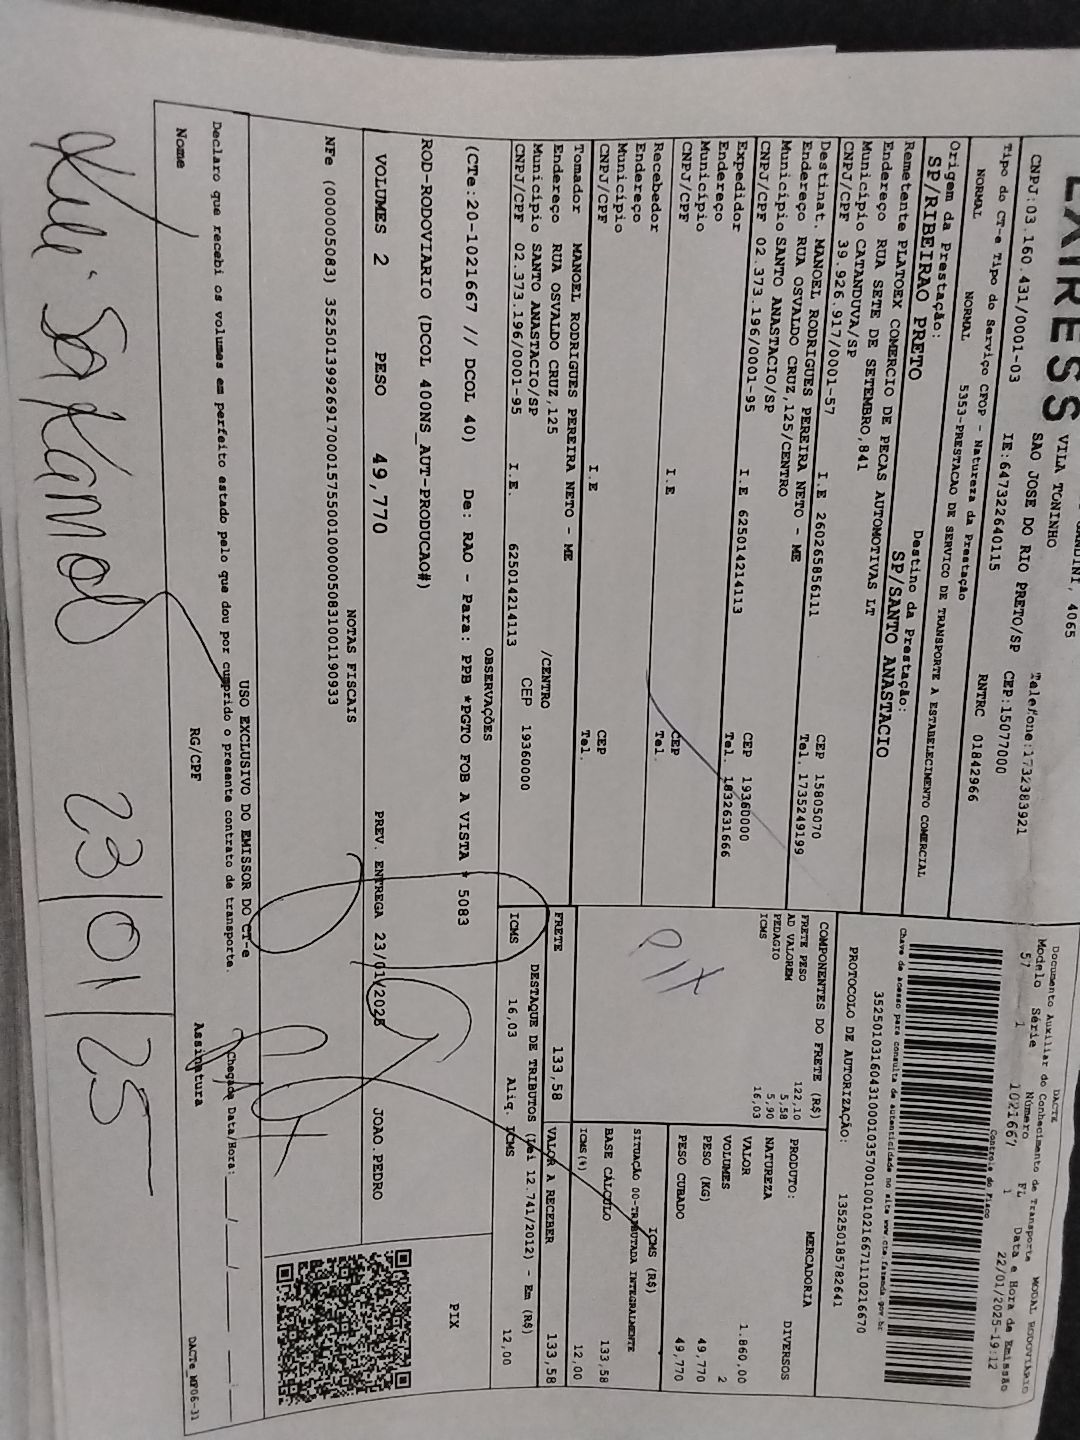 EXPRESS
GANDINI, 4065
VILA TONINHO
SAO JOSE DO RIO PRETO/SP CEP:15077000
Telefone:1732383921
CNPJ:03.160.431/0001-03 IE:647322640115
Tipo do CT-e Tipo do Serviço CFOP - Natureza da Prestação RNTRC 01842966
NORMAL NORMAL 5353-PRESTACAO DE SERVICO DE TRANSPORTE A ESTABELECIMENTO COMERCIAL
Origem da Prestação: Destino da Prestação:
SP/RIBEIRAO PRETO SP/SANTO ANASTACIO
Remetente PLATOEX COMERCIO DE PECAS AUTOMOTIVAS LT
Endereço RUA SETE DE SETEMBRO,841
Município CATANDUVA/SP CEP 15805070
CNPJ/CPF 39.926.917/0001-57 I.E 260265856111 Tel. 1735249199
Destinat. MANOEL RODRIGUES PEREIRA NETO - ME
Endereço RUA OSVALDO CRUZ,125/CENTRO
Município SANTO ANASTACIO/SP CEP 19360000
CNPJ/CPF 02.373.196/0001-95 I.E 625014214113 Tel. 1832631666
Expedidor
Endereço
Município CEP
CNPJ/CPF I.E Tel.
Recebedor
Endereço
Município CEP
CNPJ/CPF I.E Tel.
Tomador MANOEL RODRIGUES PEREIRA NETO - ME
Endereço RUA OSVALDO CRUZ,125 /CENTRO
Município SANTO ANASTACIO/SP CEP 19360000
CNPJ/CPF 02.373.196/0001-95 I.E. 625014214113
DACTE MODAL RODOVIÁRIO
Documento Auxiliar do Conhecimento de Transporte
Modelo Série Número FL Data e Hora de Emissão
57 1 1021667 1 22/01/2025-19:12
Controle do Fisco
Chave de acesso para consulta de autenticidade no site www.cte.fazenda.gov.br
35250103160431000103570010010216671110216670
PROTOCOLO DE AUTORIZAÇÃO: 135250185782641
COMPONENTES DO FRETE (R$)
FRETE PESO 122,10
AD VALOREM 5,58
PEDAGIO 5,90
ICMS 16,03
PIX
FRETE 133,58
MERCADORIA
PRODUTO: DIVERSOS
NATUREZA
VALOR 1.860,00
VOLUMES 2
PESO (KG) 49,770
PESO CUBADO 49,770
ICMS (R$)
SITUAÇÃO 00-TRIBUTADA INTEGRALMENTE
BASE CÁLCULO 133,58
ICMS(%) 12,00
VALOR A RECEBER 133,58
DESTAQUE DE TRIBUTOS (Lei 12.741/2012) - Em (R$)
ICMS 16,03 Aliq. ICMS 12,00
OBSERVAÇÕES
(CTe:20-1021667 // DCOL 40) De: RAO - Para: PPB *PGTO FOB A VISTA * 5083
ROD-RODOVIARIO (DCOL 400NS_AUT-PRODUCAO#)
PIX
VOLUMES 2 PESO 49,770 PREV. ENTREGA 23/01/2025 JOAO.PEDRO
NOTAS FISCAIS
NFe (000005083) 35250139926917000157550010000050831001190933
USO EXCLUSIVO DO EMISSOR DO CT-e
Declaro que recebi os volumes em perfeito estado pelo que dou por cumprido o presente contrato de transporte.
Chegada Data/Hora: __/__/__ __:__
Nome RG/CPF Assinatura
DACTe_MP06-31
23/01/25